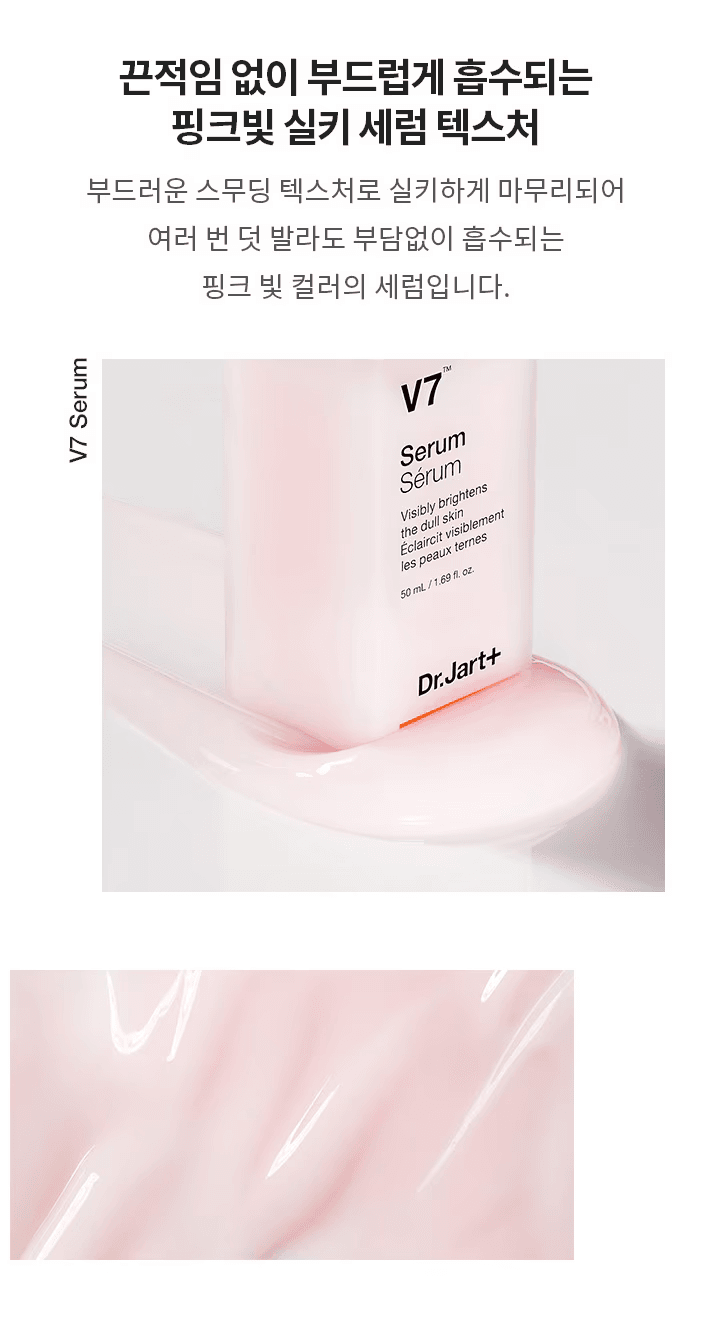 끈적임 없이 부드럽게 흡수되는
핑크빛 실키 세럼 텍스처
부드러운 스무딩 텍스처로 실키하게 마무리되어
여러 번 덧 발라도 부담없이 흡수되는
핑크 빛 컬러의 세럼입니다.
V7 Serum
V7™
Serum
Sérum
Visibly brightens
the dull skin
Éclaircit visiblement
les peaux ternes
50 mL / 1.69 fl. oz.
Dr.Jart+